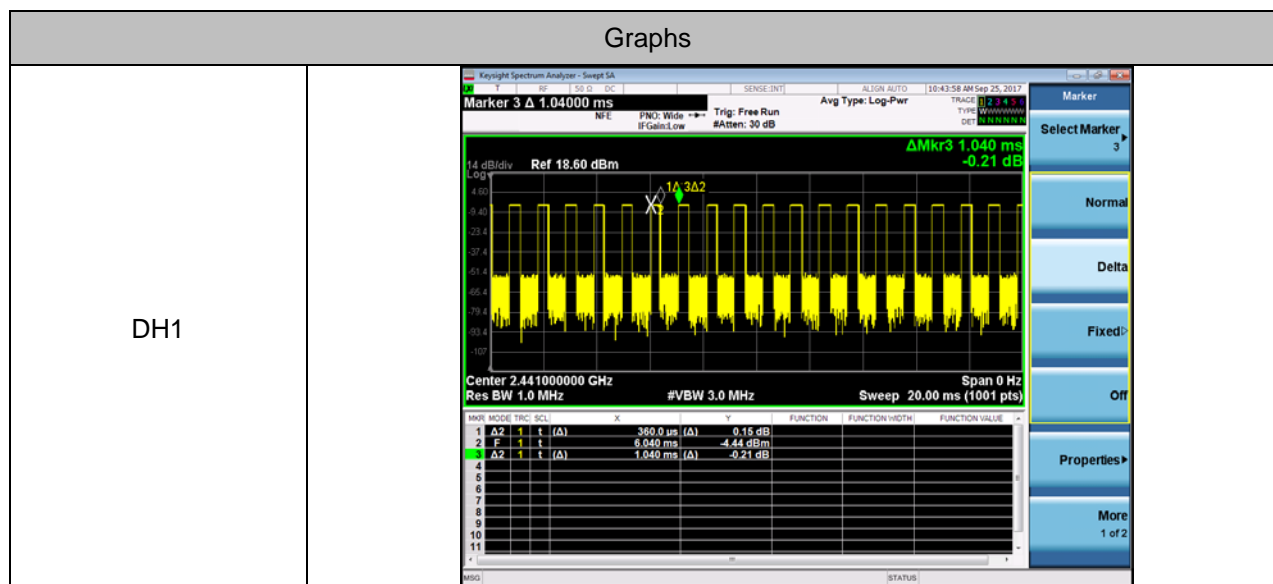 Graphs
DH1
Keysight Spectrum Analyzer - Swept SA
T RF 50 Ω DC SENSE:INT ALIGN AUTO 10:43:58 AM Sep 25, 2017
Marker 3 Δ 1.04000 ms
NFE
PNO: Wide
IFGain:Low
Trig: Free Run
#Atten: 30 dB
Avg Type: Log-Pwr
TRACE 1 2 3 4 5 6
TYPE WWWWWW
DET N N N N N N
ΔMkr3 1.040 ms
-0.21 dB
14 dB/div Ref 18.60 dBm
Log
1Δ 3Δ2
4.60
-9.40
-23.4
-37.4
-51.4
-65.4
-79.4
-93.4
-107
Center 2.441000000 GHz Span 0 Hz
Res BW 1.0 MHz #VBW 3.0 MHz Sweep 20.00 ms (1001 pts)
MKR MODE TRC SCL X Y FUNCTION FUNCTION WIDTH FUNCTION VALUE
1 Δ2 1 t (Δ) 360.0 µs (Δ) 0.15 dB
2 F 1 t 6.040 ms -4.44 dBm
3 Δ2 1 t (Δ) 1.040 ms (Δ) -0.21 dB
4
5
6
7
8
9
10
11
MSG STATUS
Marker
Select Marker
3
Normal
Delta
Fixed
Off
Properties
More
1 of 2